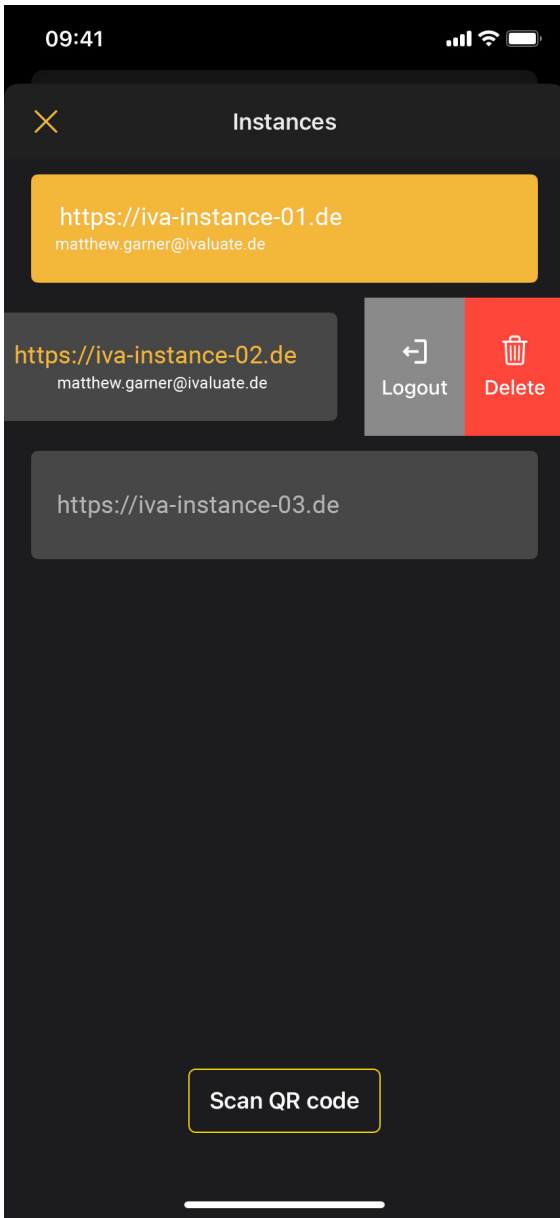 09:41
Instances
https://iva-instance-01.de
matthew.garner@ivaluate.de
https://iva-instance-02.de
matthew.garner@ivaluate.de
Logout
Delete
https://iva-instance-03.de
Scan QR code